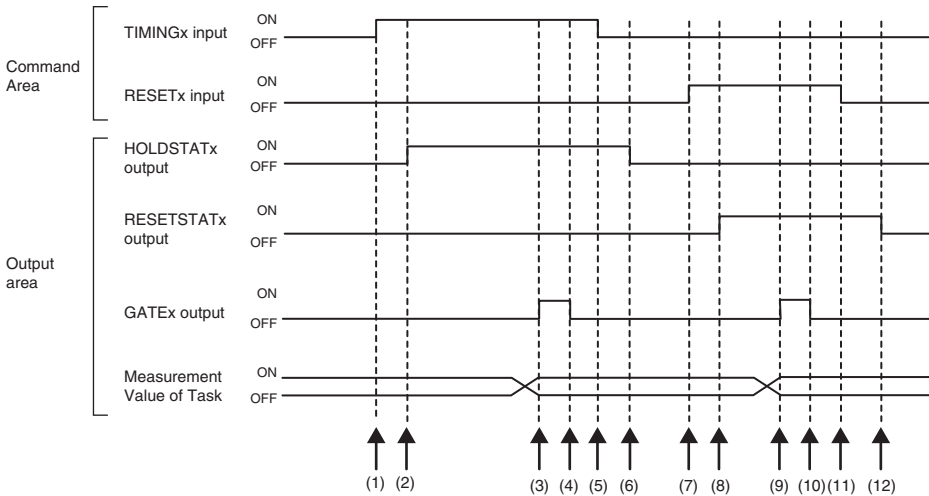 Command
Area
TIMINGx input
ON
OFF
RESETx input
ON
OFF
Output
area
HOLDSTATx
output
ON
OFF
RESETSTATx
output
ON
OFF
GATEx output
ON
OFF
Measurement
Value of Task
ON
OFF
(1) (2) (3) (4) (5) (6) (7) (8) (9) (10) (11) (12)